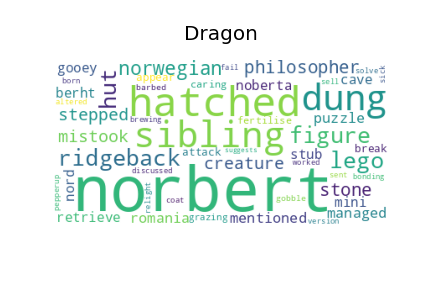 Dragon
gooey norwegian fail philosopher solve
born hut appear barbed caring noberta cave sick
berht hatched sell dung
altered stepped brewing fertilise puzzle
mistook sibling figure break
suggests
ridgeback attack creature stub worked lego
discussed sent bonding
nord norbert stone
pepperup relight coat gobble mini
retrieve romania grazing mentioned version managed